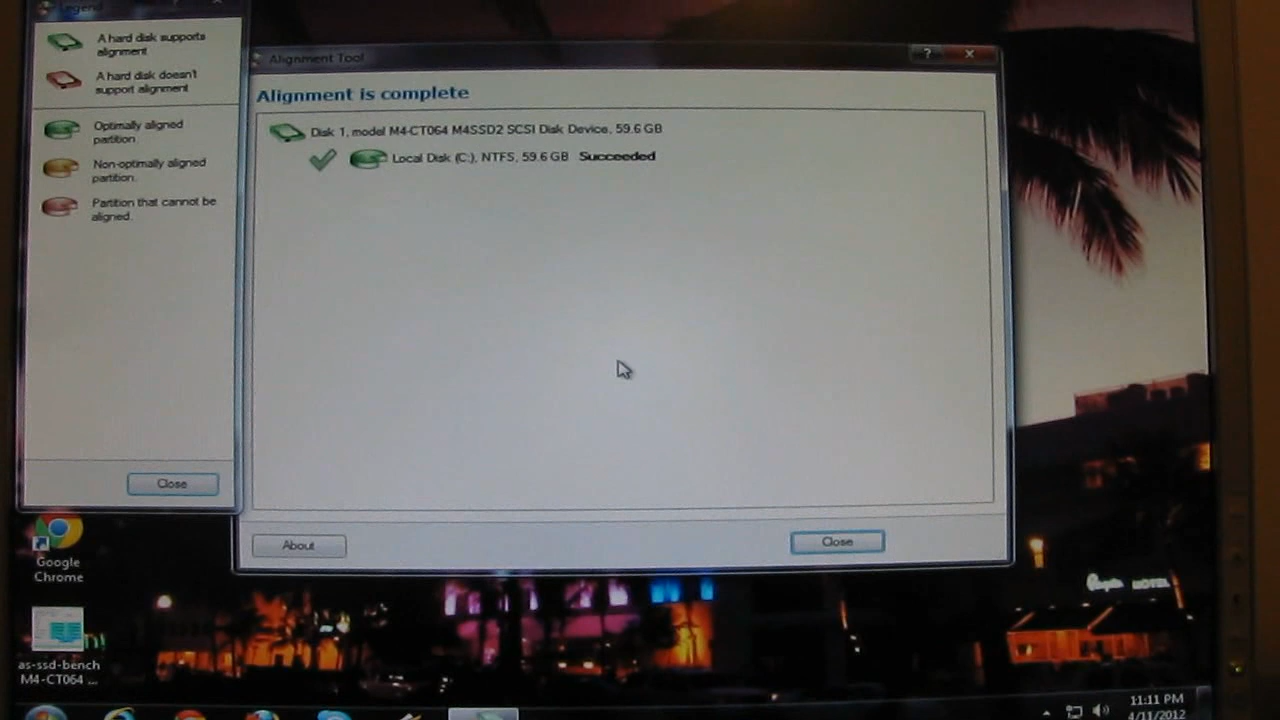 Legend
A hard disk supports
alignment
A hard disk doesn't
support alignment
Optimally aligned
partition
Non-optimally aligned
partition.
Partition that cannot be
aligned.
Close
Alignment Tool
Alignment is complete
Disk 1, model M4-CT064 M4SSD2 SCSI Disk Device, 59.6 GB
Local Disk (C:), NTFS, 59.6 GB Succeeded
About
Close
Google
Chrome
as-ssd-bench
M4-CT064 ...
HOTEL
11:11 PM
4/11/2012